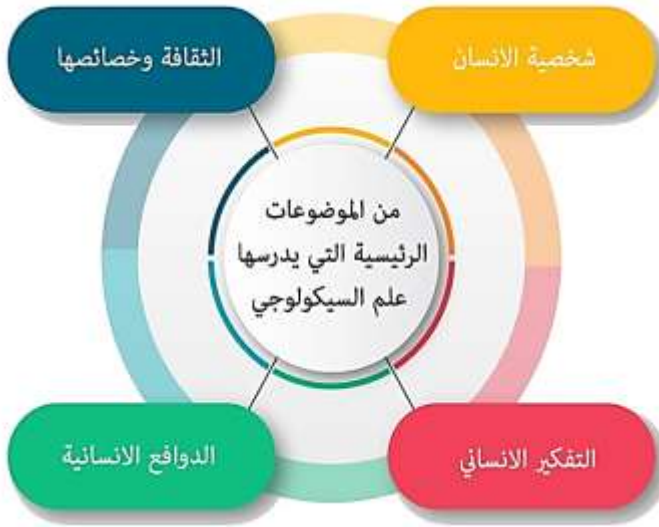 شخصية الانسان
الثقافة وخصائصها
من الموضوعات
الرئيسية التي يدرسها
علم السيكولوجي
التفكير الانساني
الدوافع الانسانية